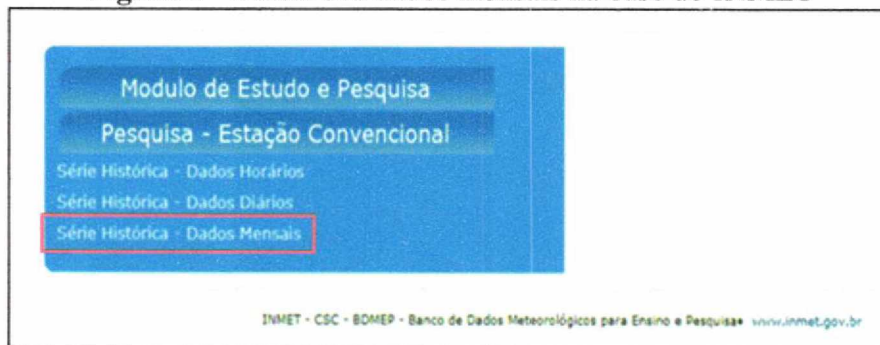 Modulo de Estudo e Pesquisa
Pesquisa - Estação Convencional
Série Histórica - Dados Horários
Série Histórica - Dados Diários
Série Histórica - Dados Mensais
INMET - CSC - BDMEP - Banco de Dados Meteorológicos para Ensino e Pesquisa• www.inmet.gov.br